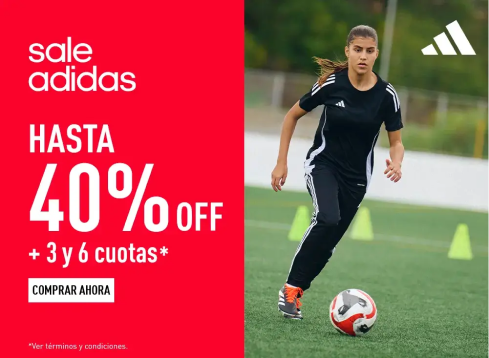 sale
adidas
HASTA
40% OFF
+ 3 y 6 cuotas*
COMPRAR AHORA
*Ver términos y condiciones.